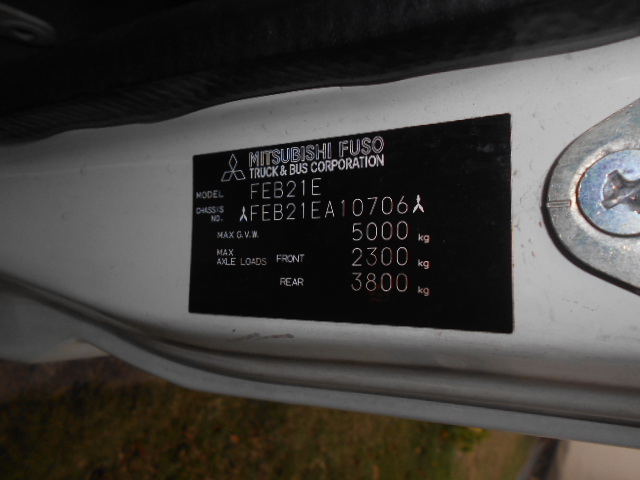 MITSUBISHI FUSO
TRUCK & BUS CORPORATION
MODEL FEB21E
CHASSIS NO. FEB21EA10706
MAX G.V.W. 5000 kg
MAX AXLE LOADS FRONT 2300 kg
REAR 3800 kg